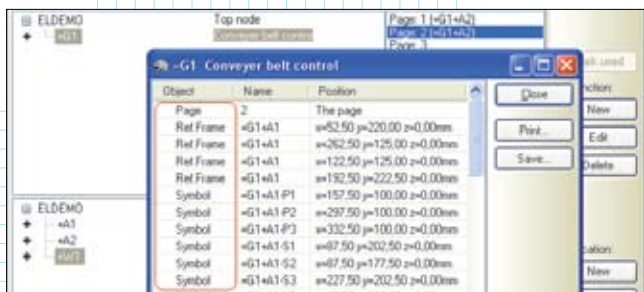 ELDEMO Top node Page: 1 (=G1+A1)
=G1 Conveyer belt control Page: 2 (=G1+A2)
Page: 3
=G1 Conveyer belt control
Object Name Position
Page 2 The page
Ref.Frame =G1+A1 x=52,50 y=220,00 z=0,00mm
Ref.Frame =G1+A1 x=262,50 y=125,00 z=0,00mm
Ref.Frame =G1+A1 x=122,50 y=125,00 z=0,00mm
Ref.Frame =G1+A1 x=192,50 y=222,50 z=0,00mm
Symbol =G1+A1-P1 x=157,50 y=100,00 z=0,00mm
Symbol =G1+A1-P2 x=297,50 y=100,00 z=0,00mm
Symbol =G1+A1-P3 x=332,50 y=100,00 z=0,00mm
Symbol =G1+A1-S1 x=87,50 y=202,50 z=0,00mm
Symbol =G1+A1-S2 x=87,50 y=177,50 z=0,00mm
Symbol =G1+A1-S3 x=227,50 y=202,50 z=0,00mm
Close
Print...
Save...
used
New
Edit
Delete
New
ELDEMO
+A1
+A2